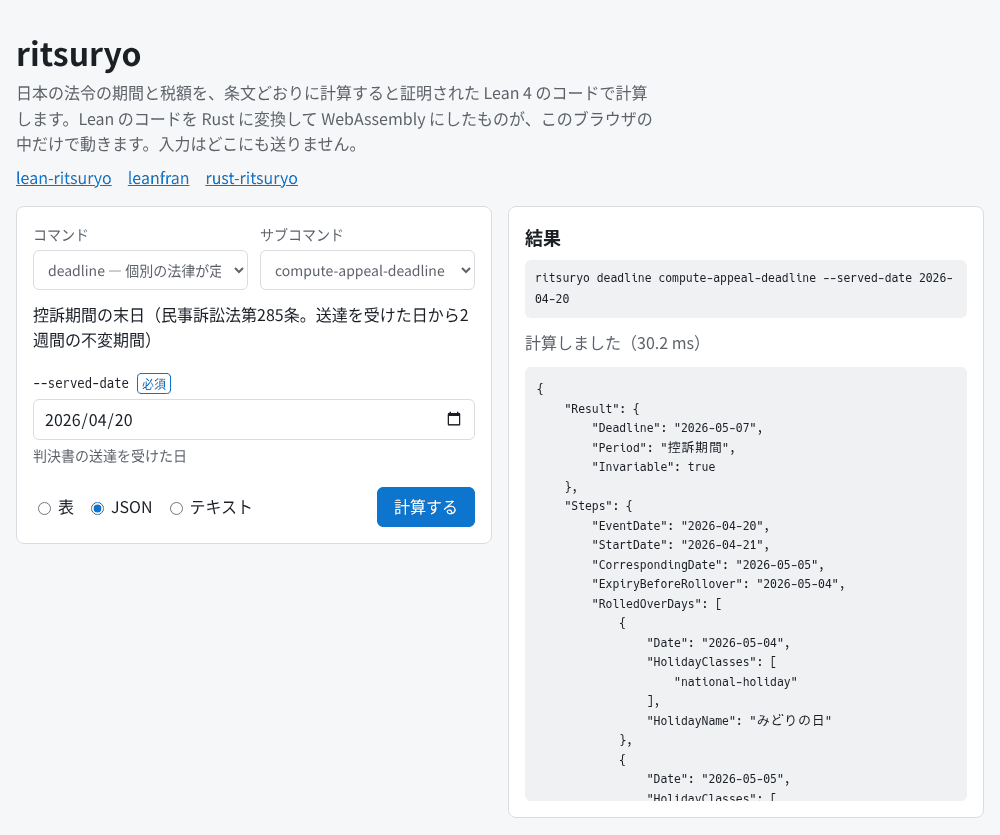 ritsuryo
日本の法令の期間と税額を、条文どおりに計算すると証明された Lean 4 のコードで計算
します。Lean のコードを Rust に変換して WebAssembly にしたものが、このブラウザの
中だけで動きます。入力はどこにも送りません。
lean-ritsuryo leanfran rust-ritsuryo
コマンド サブコマンド
deadline — 個別の法律が定 compute-appeal-deadline
控訴期間の末日（民事訴訟法第285条。送達を受けた日から2
週間の不変期間）
--served-date 必須
2026/04/20
判決書の送達を受けた日
表 JSON テキスト 計算する
結果
ritsuryo deadline compute-appeal-deadline --served-date 2026-
04-20
計算しました（30.2 ms）
{
    "Result": {
        "Deadline": "2026-05-07",
        "Period": "控訴期間",
        "Invariable": true
    },
    "Steps": {
        "EventDate": "2026-04-20",
        "StartDate": "2026-04-21",
        "CorrespondingDate": "2026-05-05",
        "ExpiryBeforeRollover": "2026-05-04",
        "RolledOverDays": [
            {
                "Date": "2026-05-04",
                "HolidayClasses": [
                    "national-holiday"
                ],
                "HolidayName": "みどりの日"
            },
            {
                "Date": "2026-05-05",
                "HolidayClasses": [